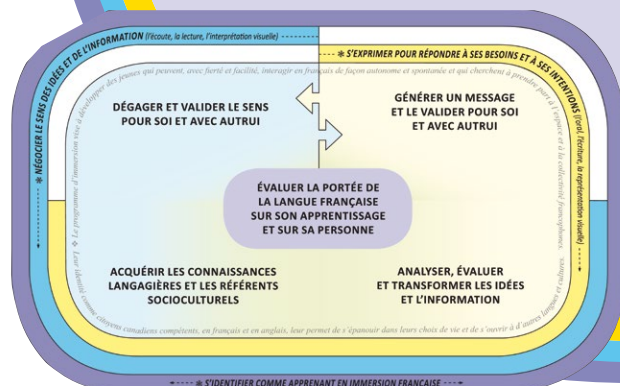 * NÉGOCIER LE SENS DES IDÉES ET DE L'INFORMATION (l'écoute, la lecture, l'interprétation visuelle)
* S'EXPRIMER POUR RÉPONDRE À SES BESOINS ET À SES INTENTIONS (l'oral, l'écriture, la représentation visuelle)
❖ Le programme d'immersion vise à développer des jeunes qui peuvent, avec fierté et facilité, interagir en français de façon autonome et spontanée et qui cherchent à prendre part à l'espace et à la collectivité francophones.
DÉGAGER ET VALIDER LE SENS
POUR SOI ET AVEC AUTRUI
GÉNÉRER UN MESSAGE
ET LE VALIDER POUR SOI
ET AVEC AUTRUI
ÉVALUER LA PORTÉE DE
LA LANGUE FRANÇAISE
SUR SON APPRENTISSAGE
ET SUR SA PERSONNE
ACQUÉRIR LES CONNAISSANCES
LANGAGIÈRES ET LES RÉFÉRENTS
SOCIOCULTURELS
ANALYSER, ÉVALUER
ET TRANSFORMER LES IDÉES
ET L'INFORMATION
Leur identité comme citoyens canadiens compétents, en français et en anglais, leur permet de s'épanouir dans leurs choix de vie et de s'ouvrir à d'autres langues et cultures.
* S'IDENTIFIER COMME APPRENANT EN IMMERSION FRANÇAISE